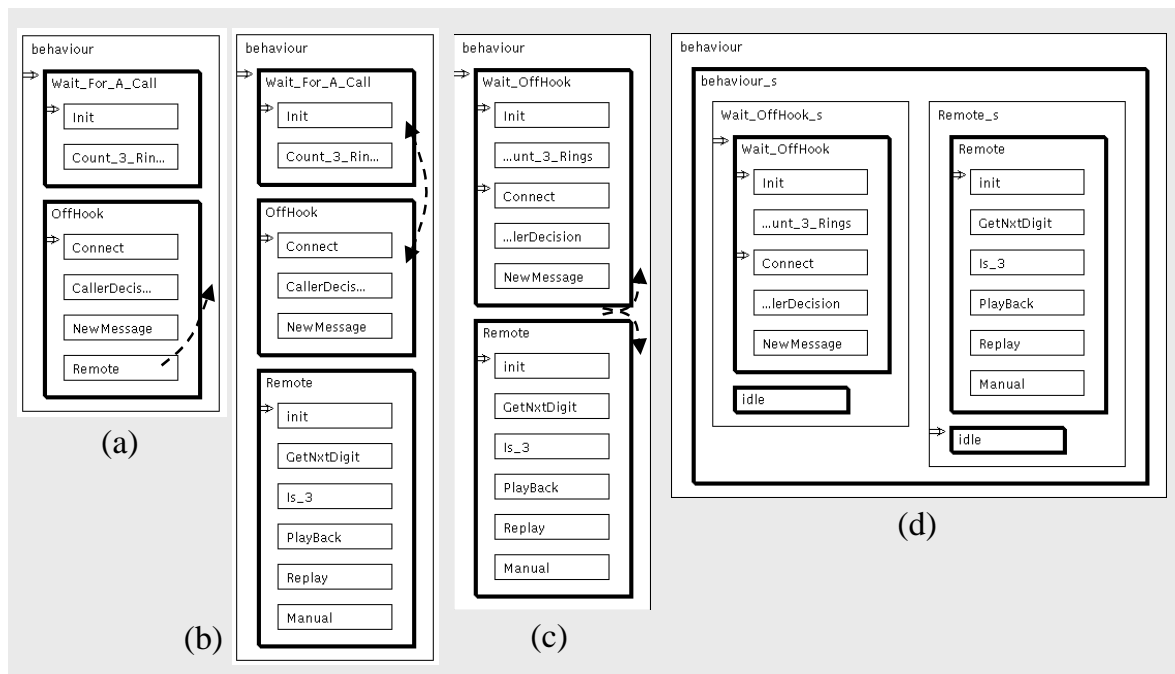 behaviour
Wait_For_A_Call
Init
Count_3_Rin...
OffHook
Connect
CallerDecis...
NewMessage
Remote
(a)
behaviour
Wait_For_A_Call
Init
Count_3_Rin...
OffHook
Connect
CallerDecis...
NewMessage
Remote
init
GetNxtDigit
Is_3
PlayBack
Replay
Manual
(b)
behaviour
Wait_OffHook
Init
...unt_3_Rings
Connect
...lerDecision
NewMessage
Remote
init
GetNxtDigit
Is_3
PlayBack
Replay
Manual
(c)
behaviour
behaviour_s
Wait_OffHook_s
Wait_OffHook
Init
...unt_3_Rings
Connect
...lerDecision
NewMessage
idle
Remote_s
Remote
init
GetNxtDigit
Is_3
PlayBack
Replay
Manual
idle
(d)